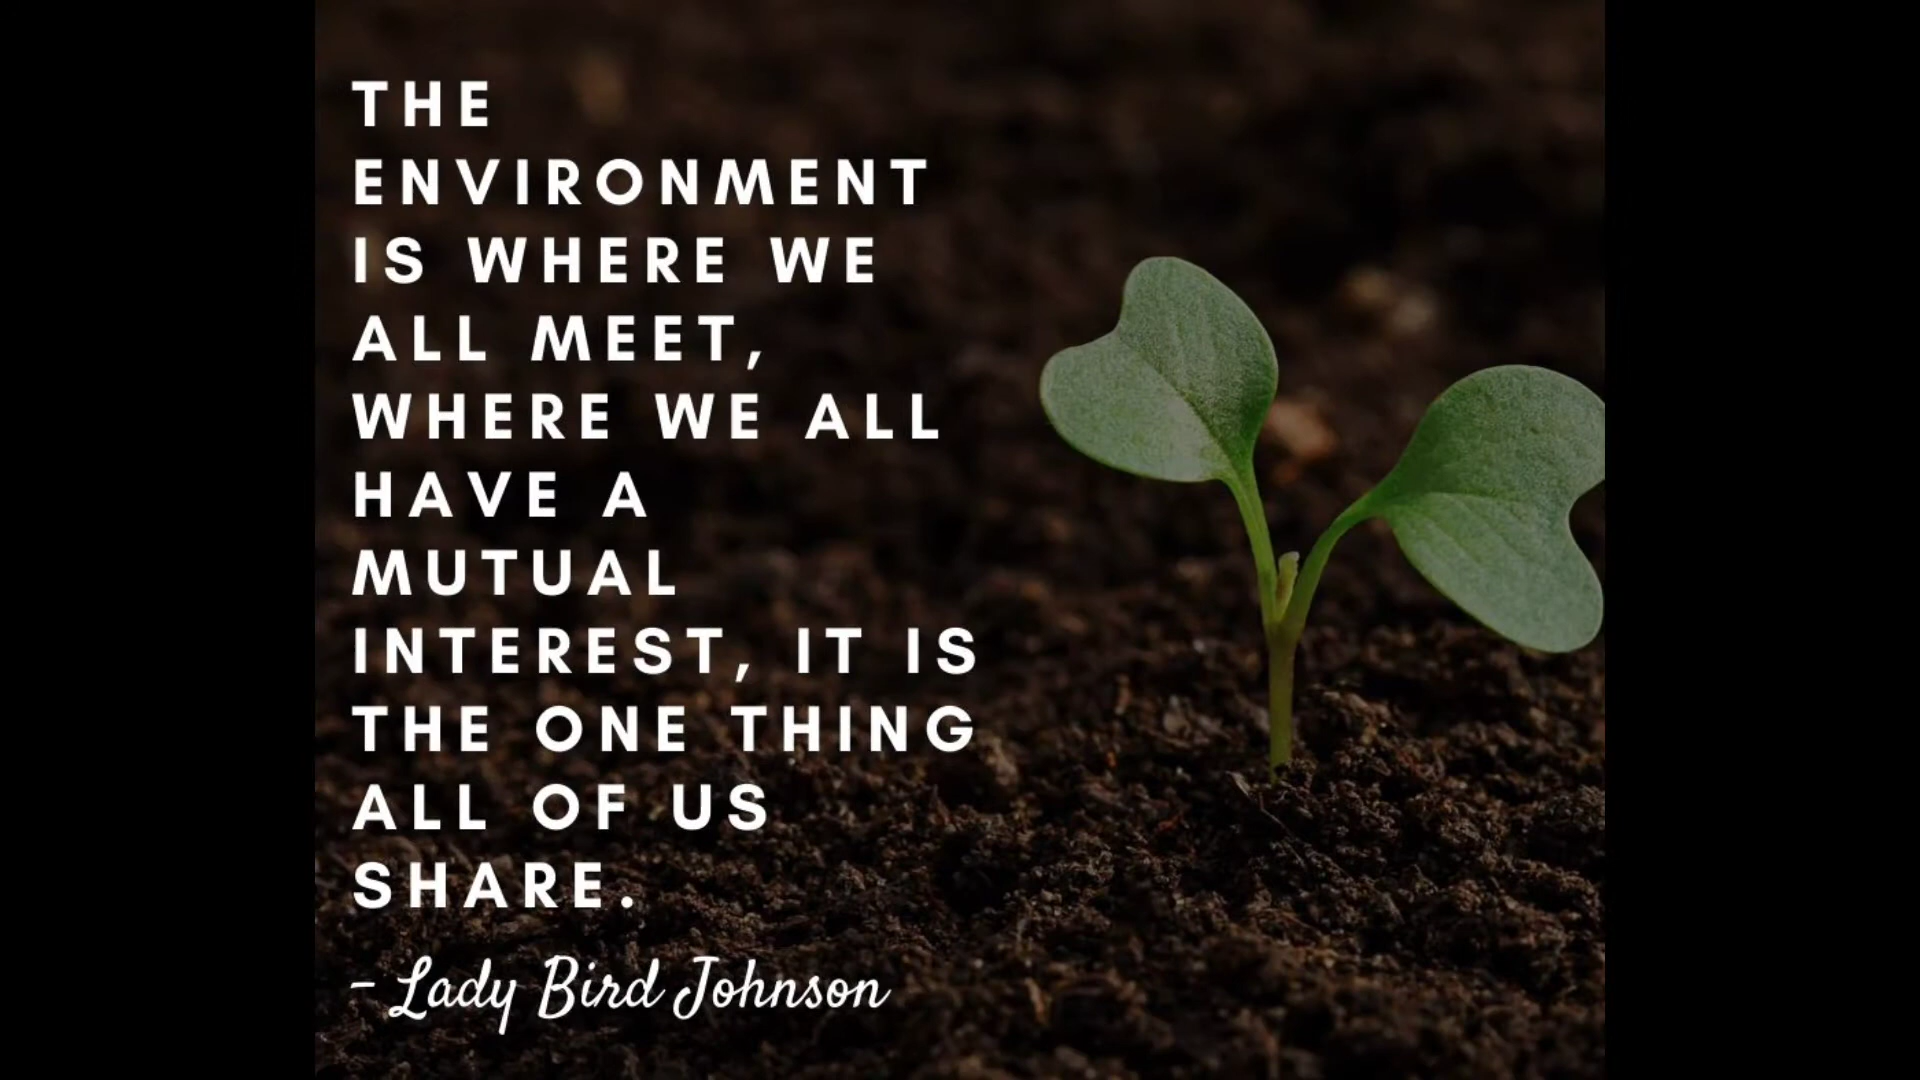 THE
ENVIRONMENT
IS WHERE WE
ALL MEET,
WHERE WE ALL
HAVE A
MUTUAL
INTEREST, IT IS
THE ONE THING
ALL OF US
SHARE.
- Lady Bird Johnson